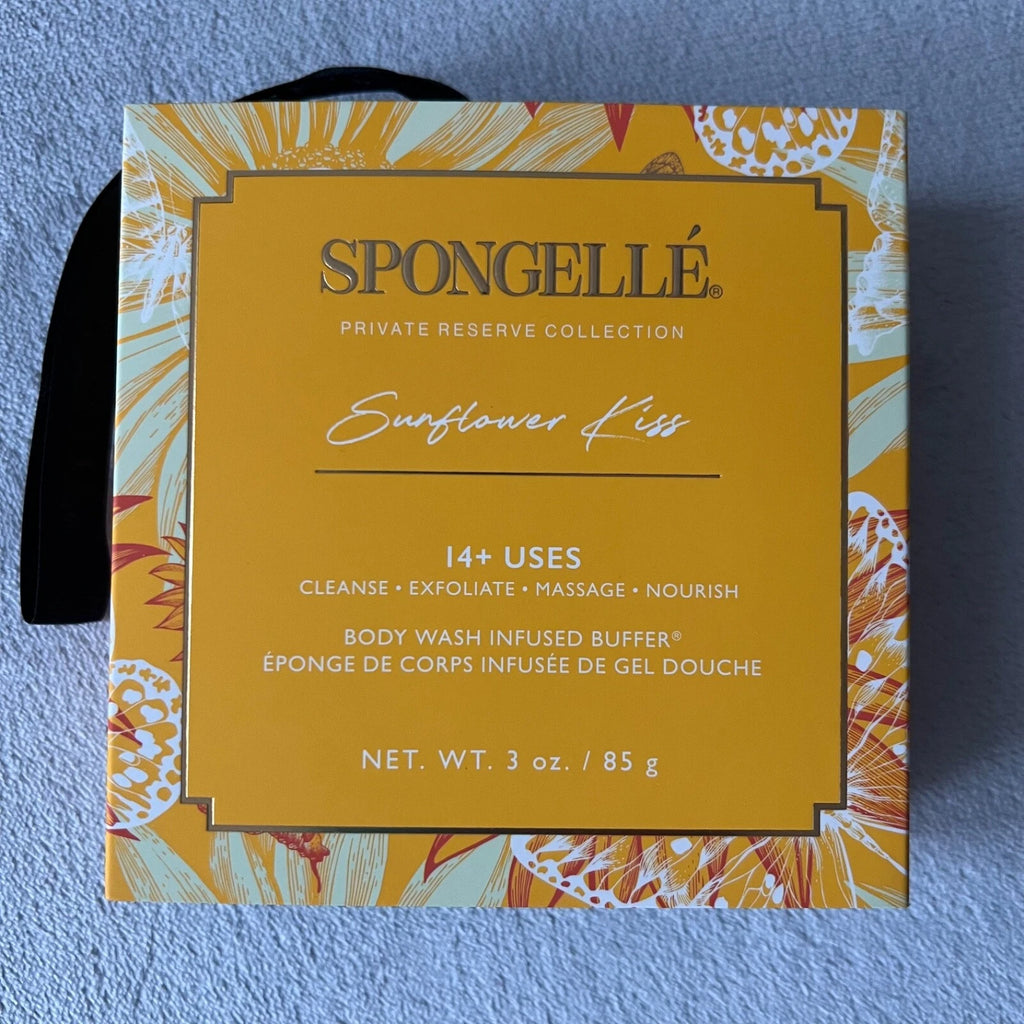 SPONGELLÉ®
PRIVATE RESERVE COLLECTION
Sunflower Kiss
14+ USES
CLEANSE • EXFOLIATE • MASSAGE • NOURISH
BODY WASH INFUSED BUFFER®
ÉPONGE DE CORPS INFUSÉE DE GEL DOUCHE
NET. WT. 3 oz. / 85 g